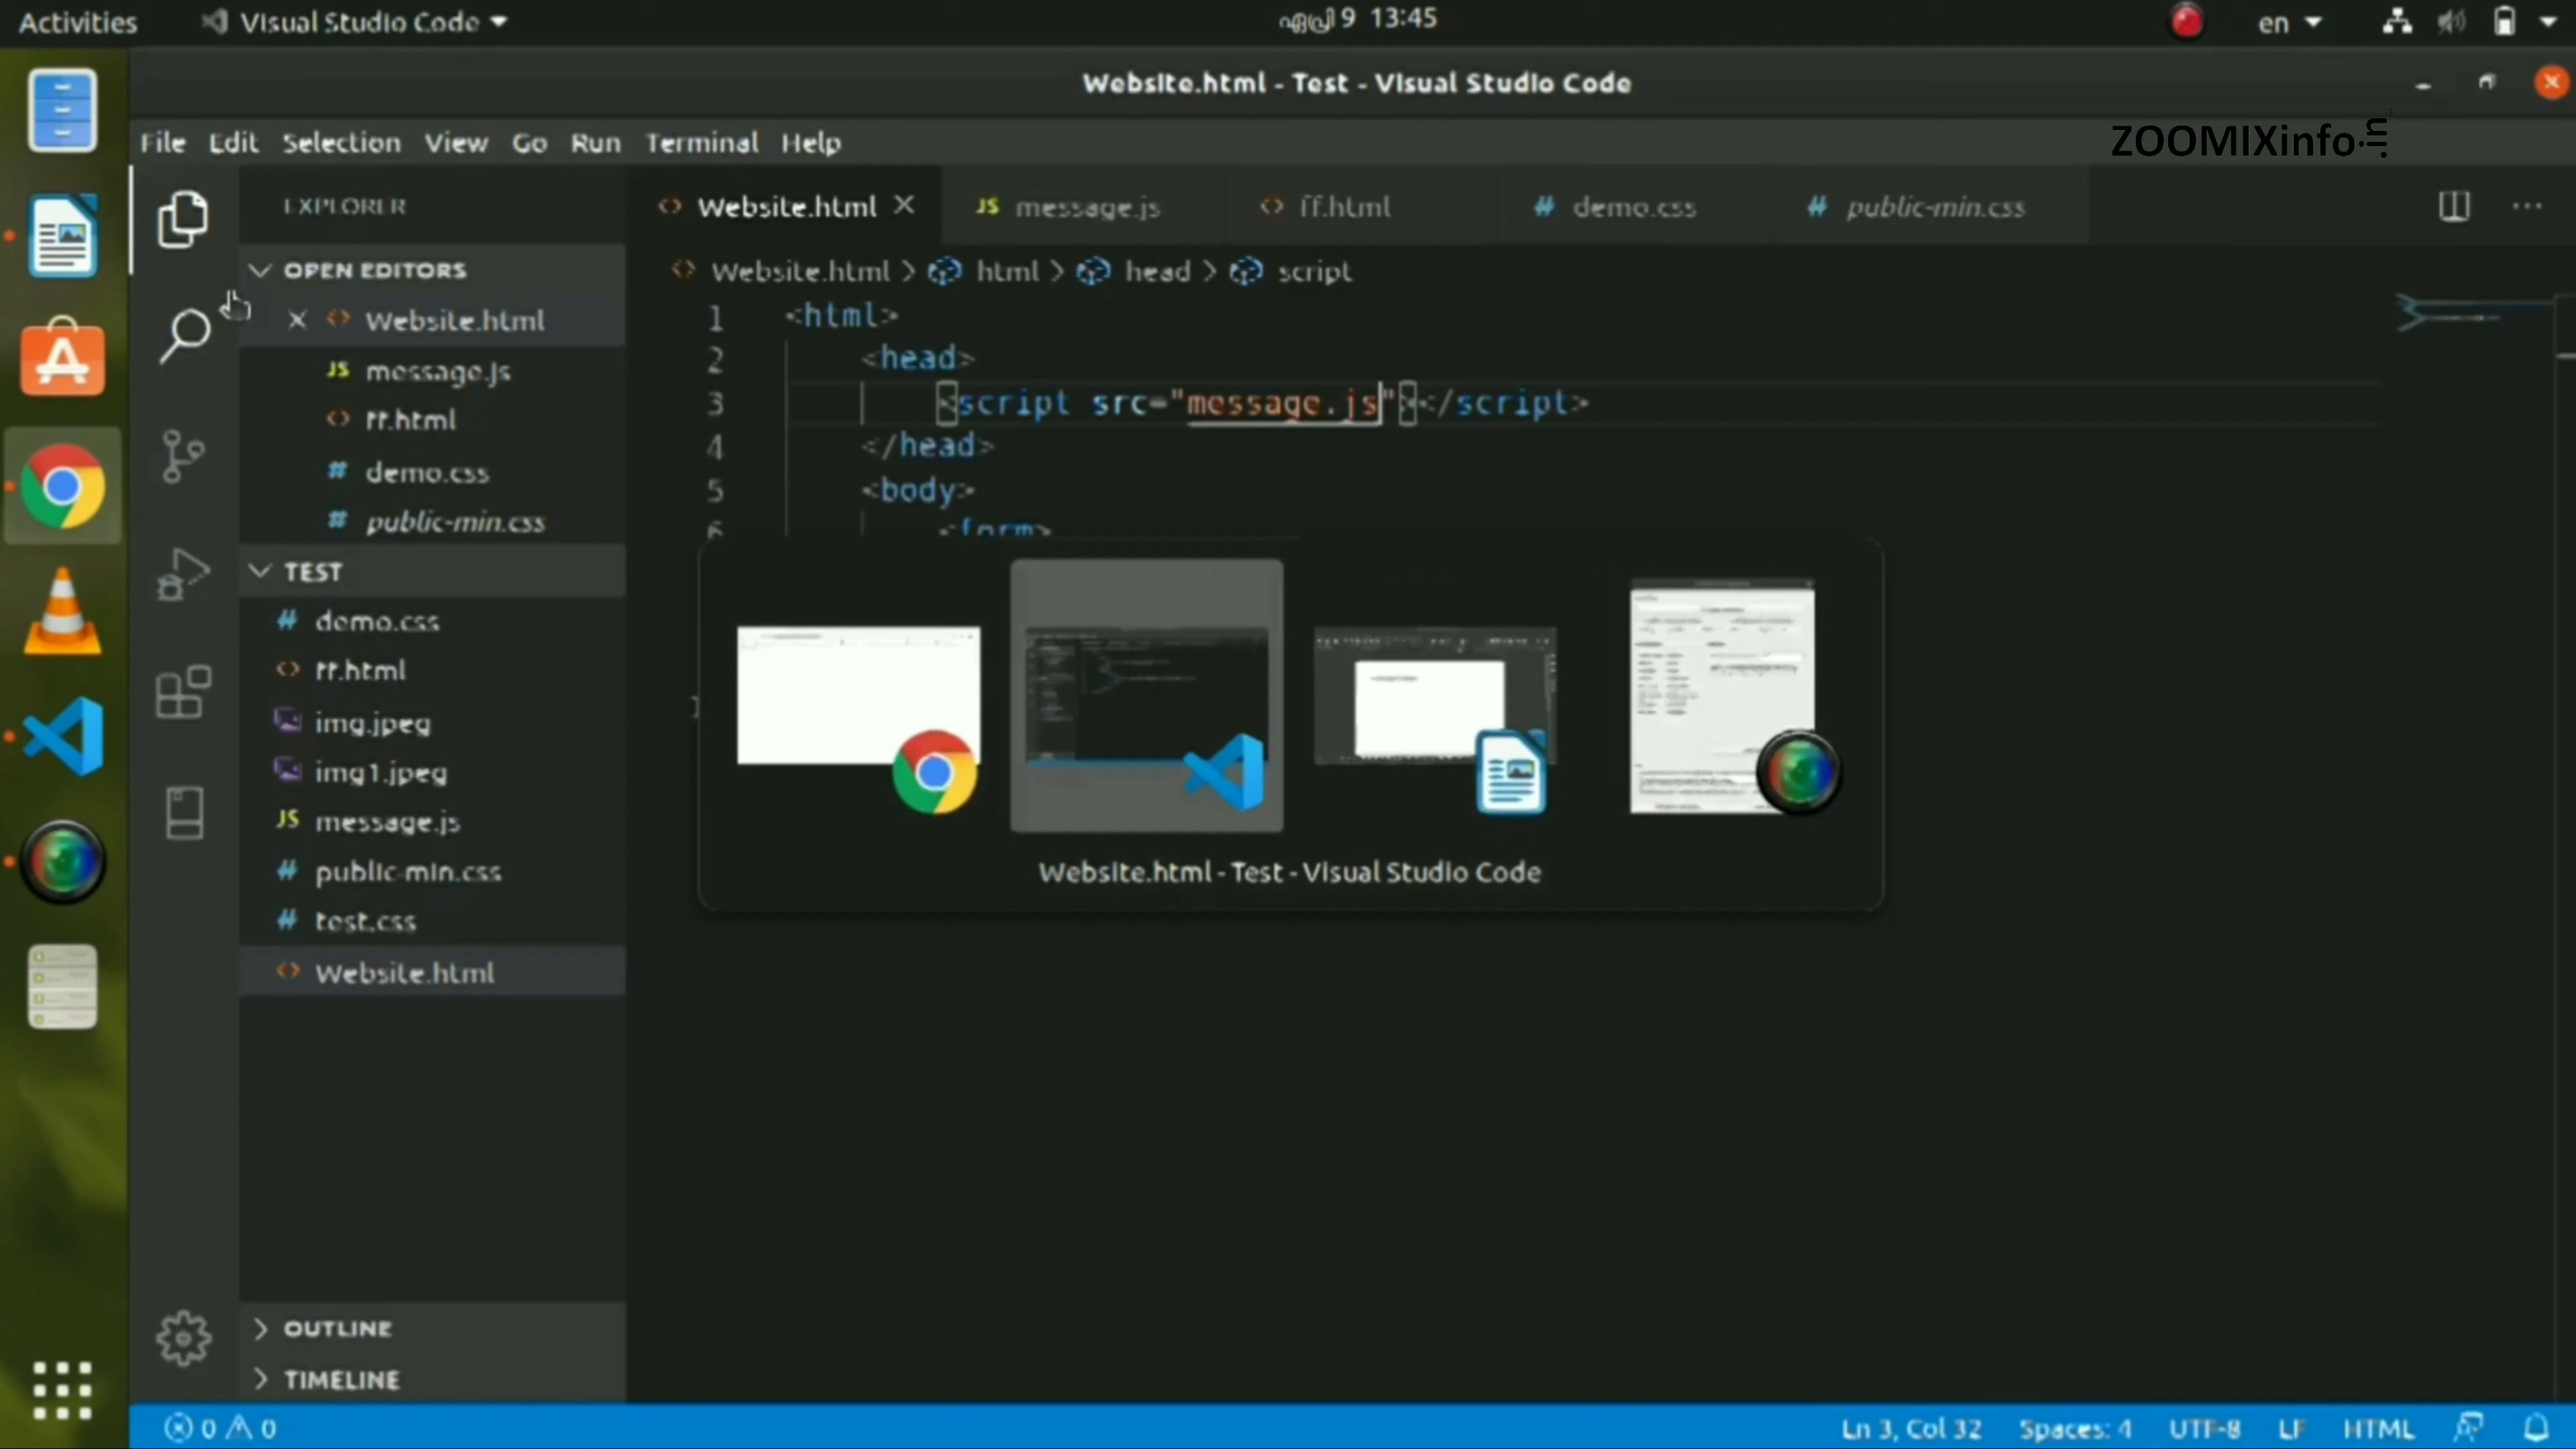 Activities
Visual Studio Code
ഏപ്രി 9 13:45
en
Website.html - Test - Visual Studio Code
ZOOMIXinfo.in
File Edit Selection View Go Run Terminal Help
EXPLORER
Website.html
message.js
ff.html
demo.css
public-min.css
OPEN EDITORS
Website.html
message.js
ff.html
demo.css
public-min.css
Website.html > html > head > script
1 <html>
2 <head>
3 <script src="message.js"></script>
4 </head>
5 <body>
6 <form>
TEST
demo.css
ff.html
img.jpeg
img1.jpeg
message.js
public-min.css
test.css
Website.html
Website.html - Test - Visual Studio Code
OUTLINE
TIMELINE
0 0
Ln 3, Col 32
Spaces: 4
UTF-8
LF
HTML